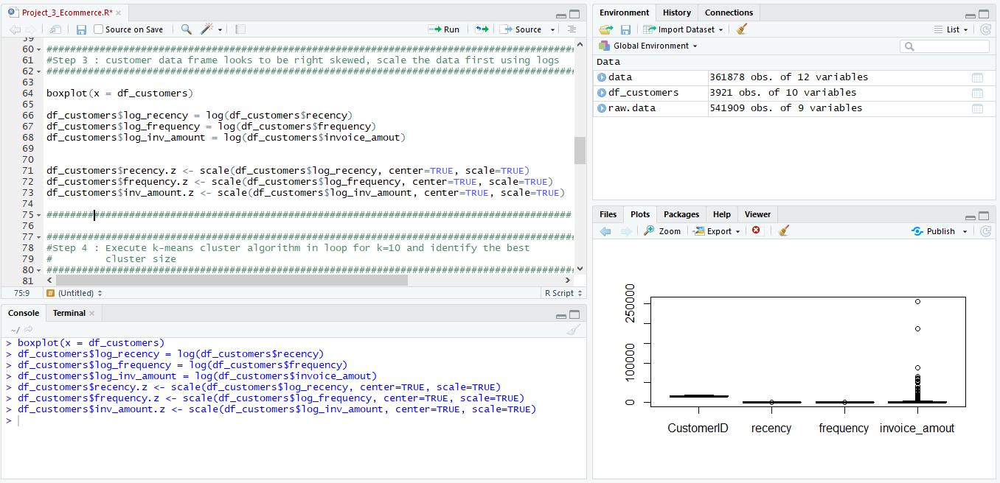 Project_3_Ecommerce.R*
Source on Save
Run
Source
59
60 ##########################################################################################
61 #Step 3 : customer data frame looks to be right skewed, scale the data first using logs
62 ##########################################################################################
63
64 boxplot(x = df_customers)
65
66 df_customers$log_recency = log(df_customers$recency)
67 df_customers$log_frequency = log(df_customers$frequency)
68 df_customers$log_inv_amount = log(df_customers$invoice_amout)
69
70
71 df_customers$recency.z <- scale(df_customers$log_recency, center=TRUE, scale=TRUE)
72 df_customers$frequency.z <- scale(df_customers$log_frequency, center=TRUE, scale=TRUE)
73 df_customers$inv_amount.z <- scale(df_customers$log_inv_amount, center=TRUE, scale=TRUE)
74
75 #########################################################################################
76
77 ##########################################################################################
78 #Step 4 : Execute k-means cluster algorithm in loop for k=10 and identify the best
79 #         cluster size
80 ##########################################################################################
81
75:9 # (Untitled) R Script
Console Terminal
~/
> boxplot(x = df_customers)
> df_customers$log_recency = log(df_customers$recency)
> df_customers$log_frequency = log(df_customers$frequency)
> df_customers$log_inv_amount = log(df_customers$invoice_amout)
> df_customers$recency.z <- scale(df_customers$log_recency, center=TRUE, scale=TRUE)
> df_customers$frequency.z <- scale(df_customers$log_frequency, center=TRUE, scale=TRUE)
> df_customers$inv_amount.z <- scale(df_customers$log_inv_amount, center=TRUE, scale=TRUE)
>
Environment History Connections
Import Dataset List
Global Environment
Data
data 361878 obs. of 12 variables
df_customers 3921 obs. of 10 variables
raw.data 541909 obs. of 9 variables
Files Plots Packages Help Viewer
Zoom Export Publish
250000
100000
0
CustomerID recency frequency invoice_amout